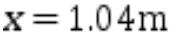 x = 1.04m